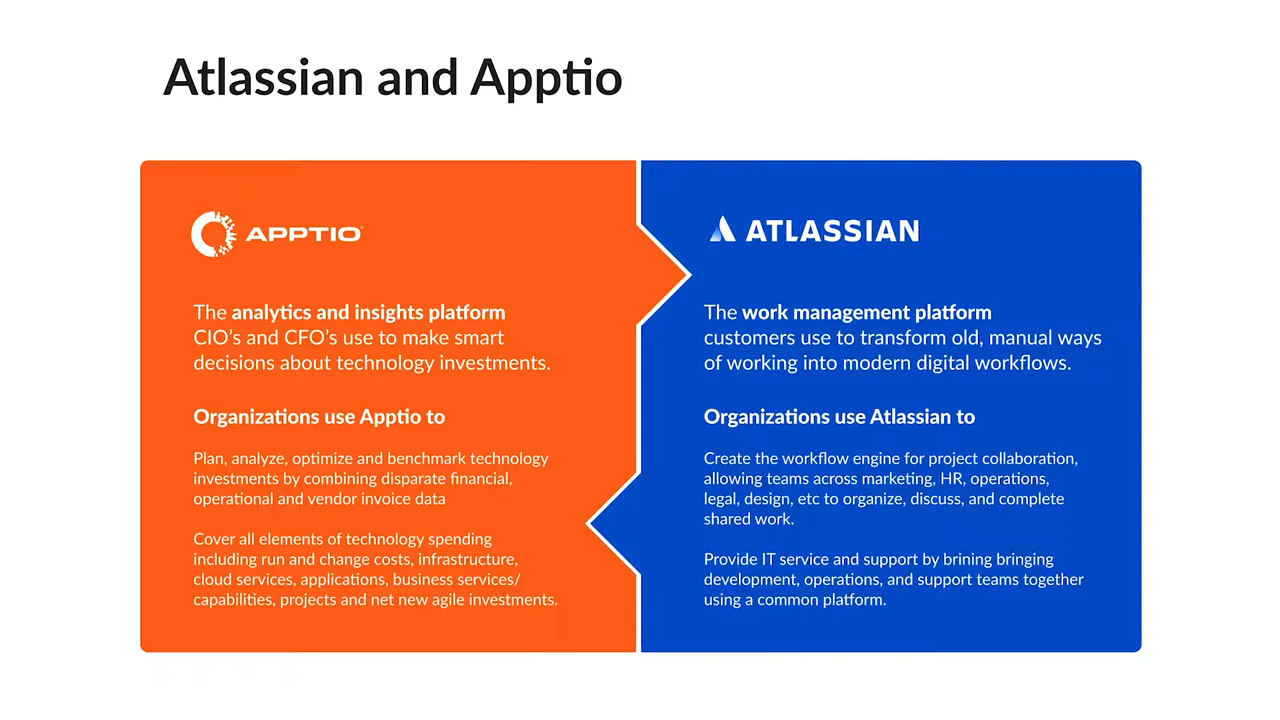 Atlassian and Apptio
APPTIO
The analytics and insights platform
CIO's and CFO's use to make smart
decisions about technology investments.
Organizations use Apptio to
Plan, analyze, optimize and benchmark technology
investments by combining disparate financial,
operational and vendor invoice data
Cover all elements of technology spending
including run and change costs, infrastructure,
cloud services, applications, business services/
capabilities, projects and net new agile investments.
ATLASSIAN
The work management platform
customers use to transform old, manual ways
of working into modern digital workflows.
Organizations use Atlassian to
Create the workflow engine for project collaboration,
allowing teams across marketing, HR, operations,
legal, design, etc to organize, discuss, and complete
shared work.
Provide IT service and support by brining bringing
development, operations, and support teams together
using a common platform.